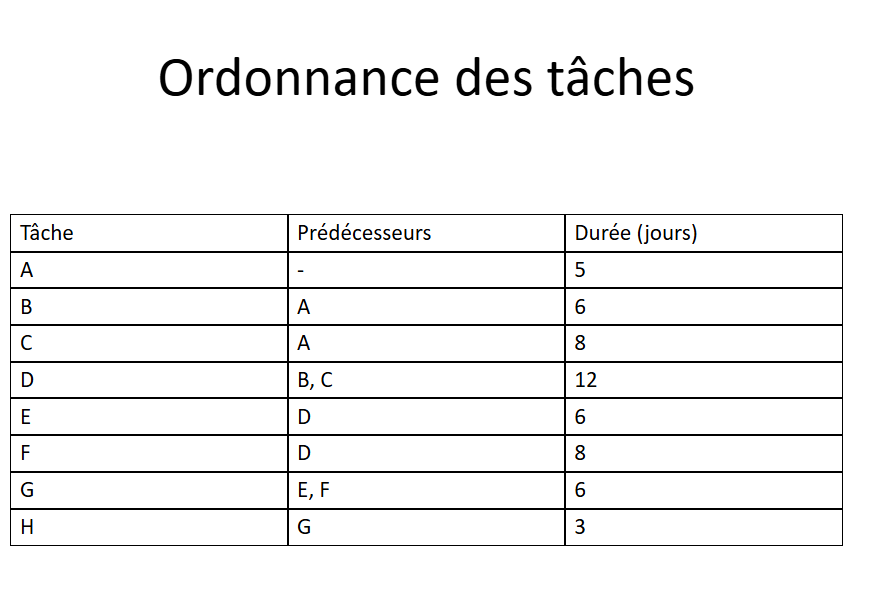 Ordonnance des tâches
Tâche Prédécesseurs Durée (jours)
A - 5
B A 6
C A 8
D B, C 12
E D 6
F D 8
G E, F 6
H G 3